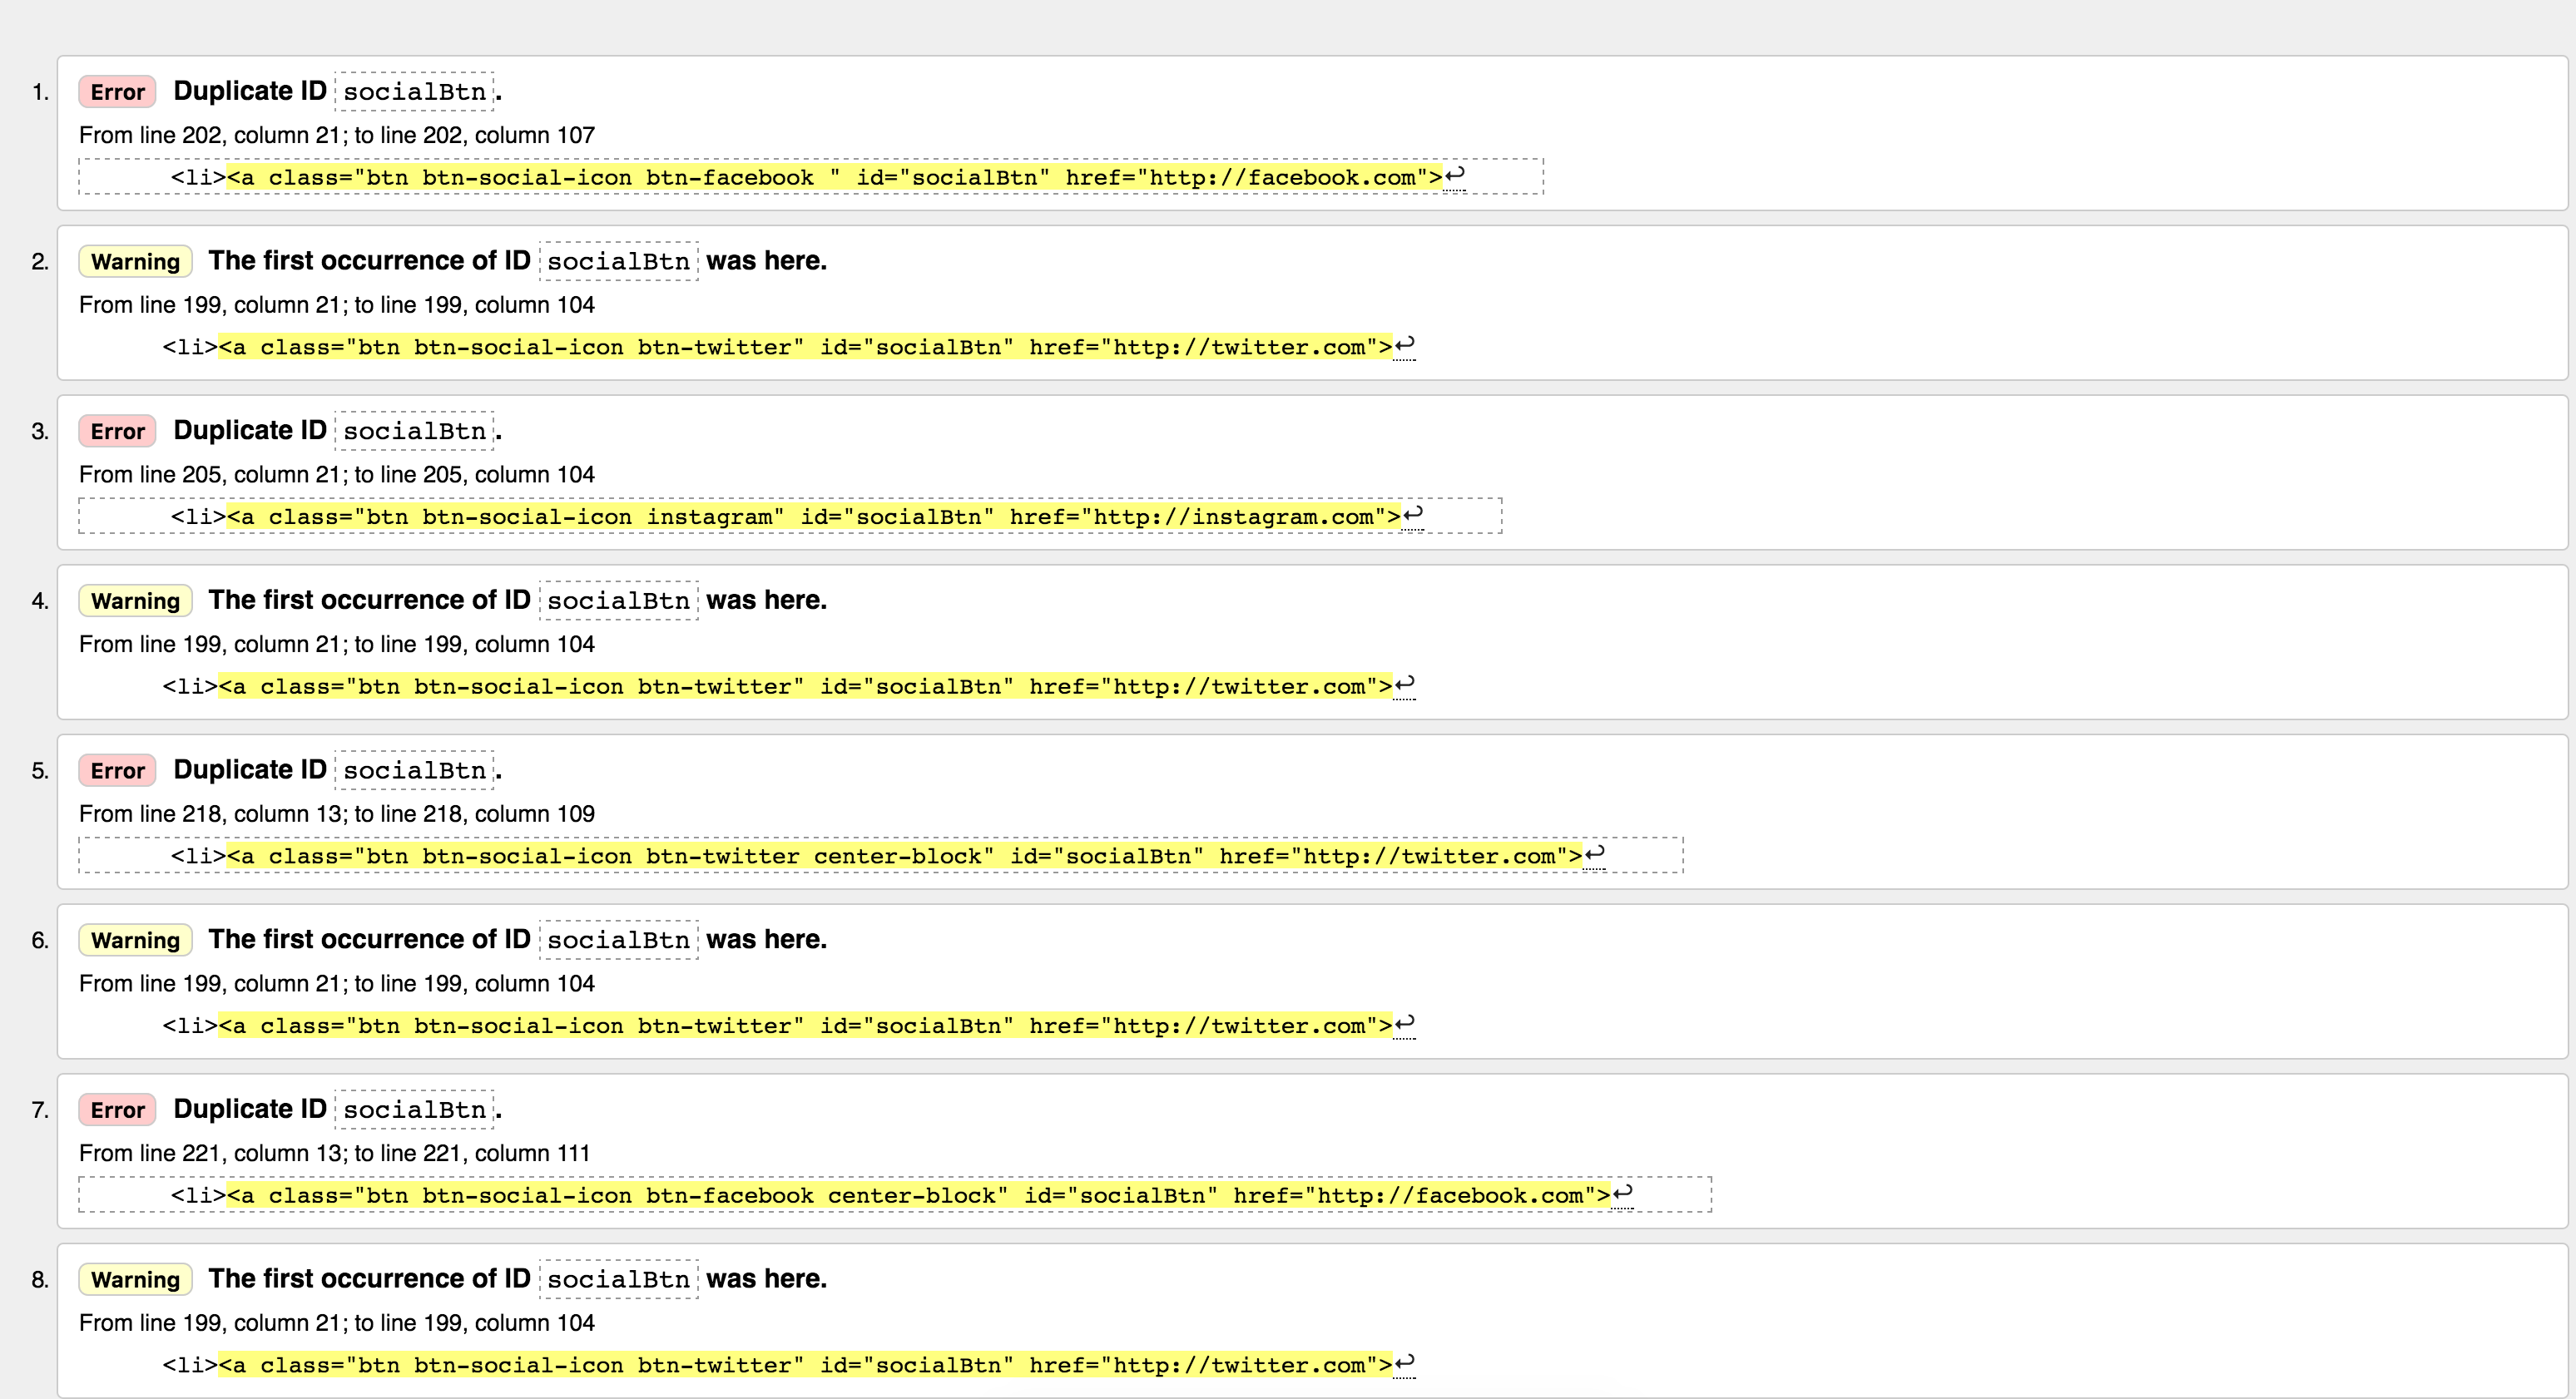 1. Error Duplicate ID socialBtn.
From line 202, column 21; to line 202, column 107
<li><a class="btn btn-social-icon btn-facebook " id="socialBtn" href="http://facebook.com">↩
2. Warning The first occurrence of ID socialBtn was here.
From line 199, column 21; to line 199, column 104
<li><a class="btn btn-social-icon btn-twitter" id="socialBtn" href="http://twitter.com">↩
3. Error Duplicate ID socialBtn.
From line 205, column 21; to line 205, column 104
<li><a class="btn btn-social-icon instagram" id="socialBtn" href="http://instagram.com">↩
4. Warning The first occurrence of ID socialBtn was here.
From line 199, column 21; to line 199, column 104
<li><a class="btn btn-social-icon btn-twitter" id="socialBtn" href="http://twitter.com">↩
5. Error Duplicate ID socialBtn.
From line 218, column 13; to line 218, column 109
<li><a class="btn btn-social-icon btn-twitter center-block" id="socialBtn" href="http://twitter.com">↩
6. Warning The first occurrence of ID socialBtn was here.
From line 199, column 21; to line 199, column 104
<li><a class="btn btn-social-icon btn-twitter" id="socialBtn" href="http://twitter.com">↩
7. Error Duplicate ID socialBtn.
From line 221, column 13; to line 221, column 111
<li><a class="btn btn-social-icon btn-facebook center-block" id="socialBtn" href="http://facebook.com">↩
8. Warning The first occurrence of ID socialBtn was here.
From line 199, column 21; to line 199, column 104
<li><a class="btn btn-social-icon btn-twitter" id="socialBtn" href="http://twitter.com">↩